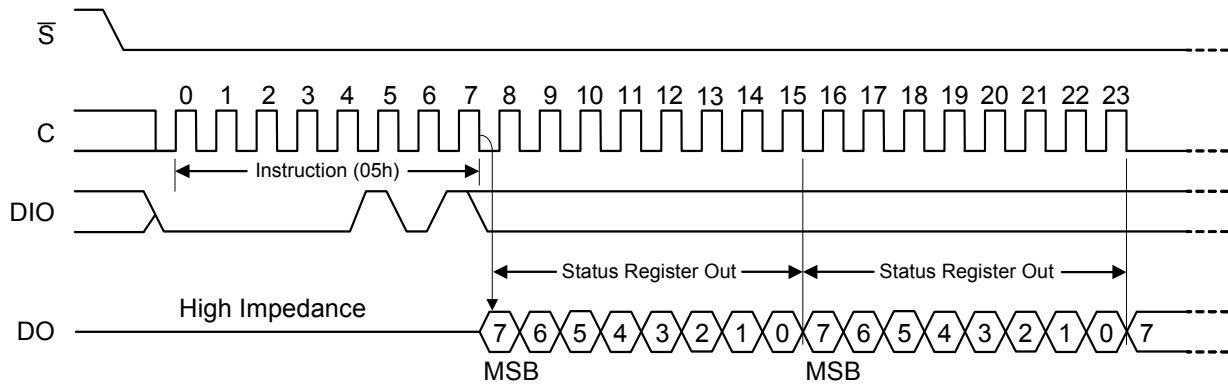 S
0 1 2 3 4 5 6 7 8 9 10 11 12 13 14 15 16 17 18 19 20 21 22 23
C
Instruction (05h)
DIO
Status Register Out Status Register Out
High Impedance
DO 7 6 5 4 3 2 1 0 7 6 5 4 3 2 1 0 7
MSB MSB